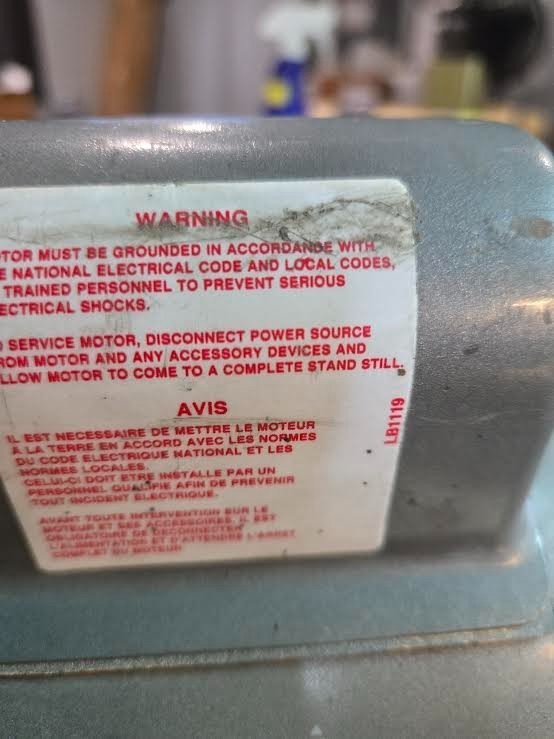 WARNING
TOR MUST BE GROUNDED IN ACCORDANCE WITH
E NATIONAL ELECTRICAL CODE AND LOCAL CODES,
TRAINED PERSONNEL TO PREVENT SERIOUS
ECTRICAL SHOCKS.
SERVICE MOTOR, DISCONNECT POWER SOURCE
ROM MOTOR AND ANY ACCESSORY DEVICES AND
LLOW MOTOR TO COME TO A COMPLETE STAND STILL.
AVIS
IL EST NECESSAIRE DE METTRE LE MOTEUR
A LA TERRE EN ACCORD AVEC LES NORMES
DU CODE ELECTRIQUE NATIONAL ET LES
NORMES LOCALES.
CELUI-CI DOIT ETRE INSTALLE PAR UN
PERSONNEL QUALIFIE AFIN DE PREVENIR
TOUT INCIDENT ELECTRIQUE.
AVANT TOUTE INTERVENTION SUR LE
MOTEUR ET SES ACCESSOIRES, IL EST
OBLIGATOIRE DE DECONNECTER
L'ALIMENTATION ET D'ATTENDRE L'ARRET
COMPLET DU MOTEUR
LB1119